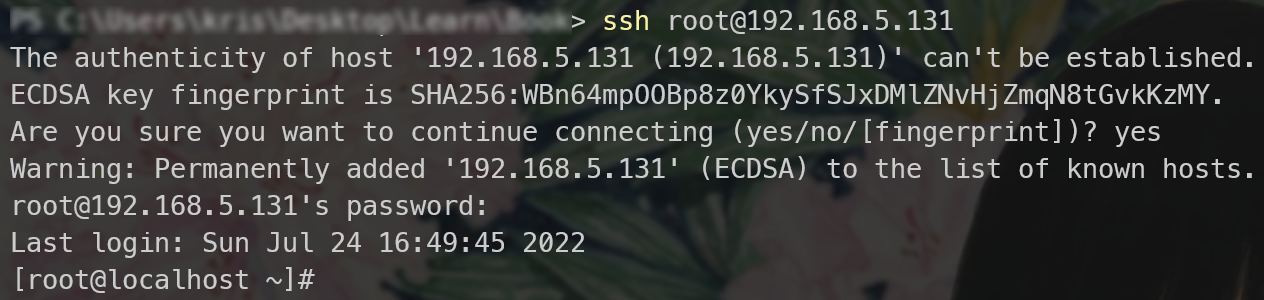 PS C:\Users\kris\Desktop\Learn\Book> ssh root@192.168.5.131
The authenticity of host '192.168.5.131 (192.168.5.131)' can't be established.
ECDSA key fingerprint is SHA256:WBn64mpOOBp8z0YkySfSJxDMlZNvHjZmqN8tGvkKzMY.
Are you sure you want to continue connecting (yes/no/[fingerprint])? yes
Warning: Permanently added '192.168.5.131' (ECDSA) to the list of known hosts.
root@192.168.5.131's password:
Last login: Sun Jul 24 16:49:45 2022
[root@localhost ~]#